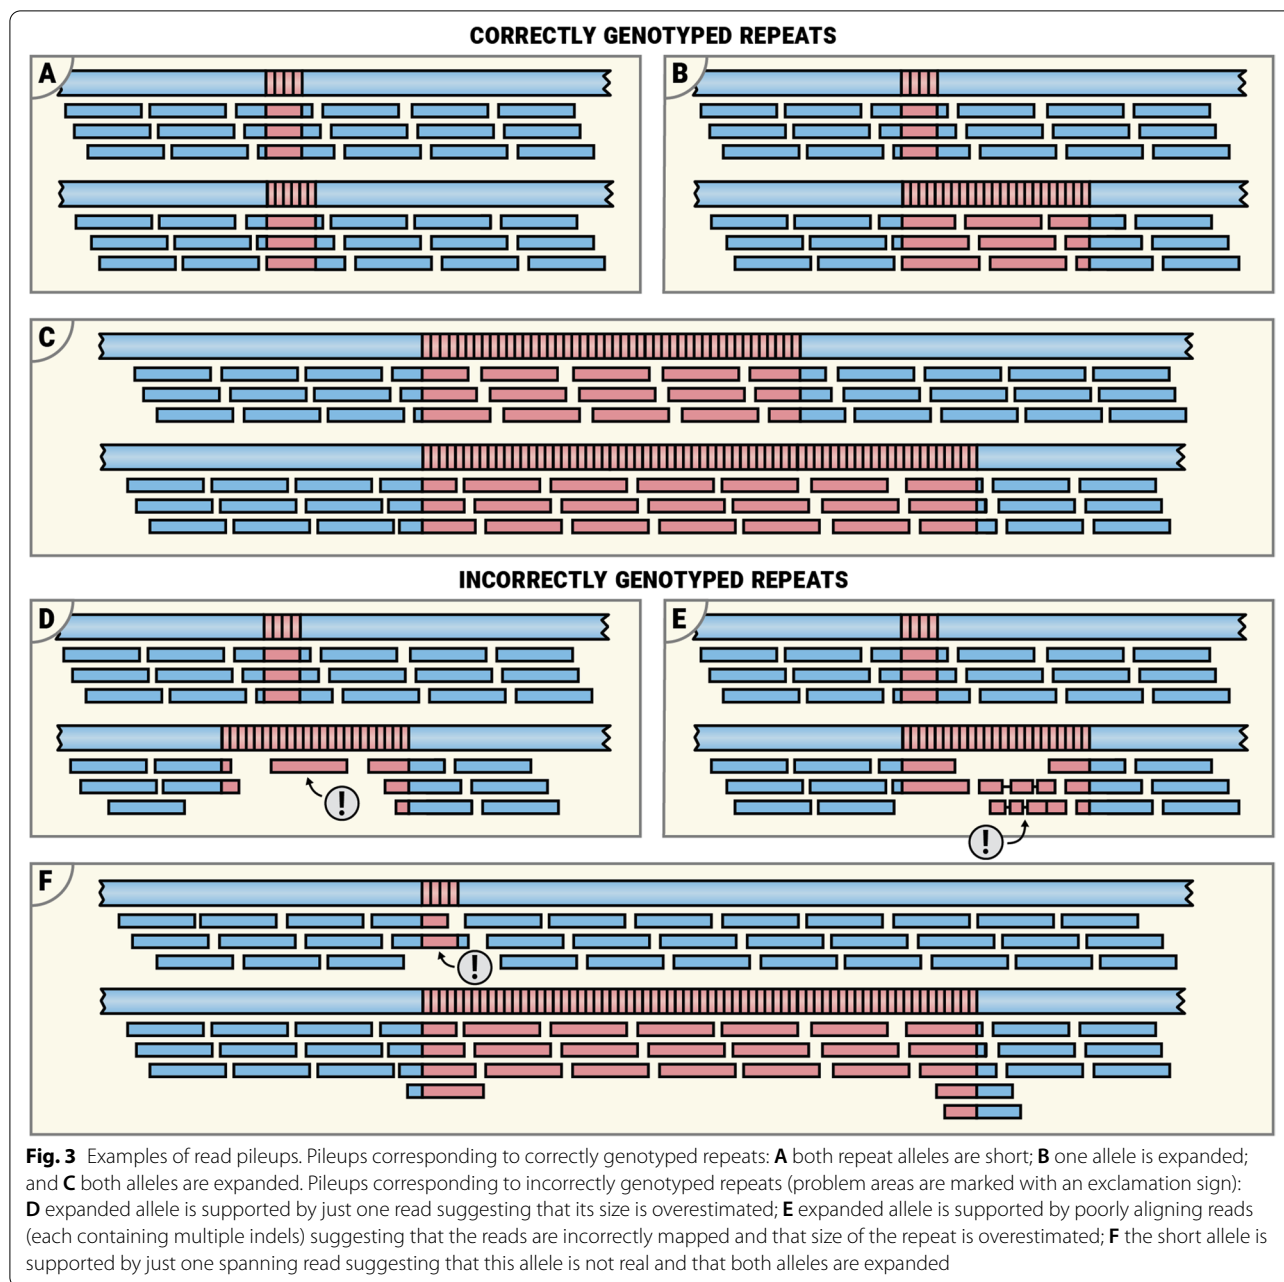 CORRECTLY GENOTYPED REPEATS
A
B
C
INCORRECTLY GENOTYPED REPEATS
D
!
E
!
F
!
Fig. 3 Examples of read pileups. Pileups corresponding to correctly genotyped repeats: A both repeat alleles are short; B one allele is expanded;
and C both alleles are expanded. Pileups corresponding to incorrectly genotyped repeats (problem areas are marked with an exclamation sign):
D expanded allele is supported by just one read suggesting that its size is overestimated; E expanded allele is supported by poorly aligning reads
(each containing multiple indels) suggesting that the reads are incorrectly mapped and that size of the repeat is overestimated; F the short allele is
supported by just one spanning read suggesting that this allele is not real and that both alleles are expanded